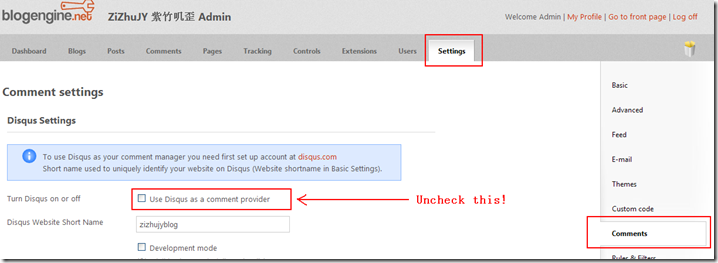 blogengine.net ZiZhuJY 紫竹叽歪 Admin
Welcome Admin | My Profile | Go to front page | Log off
Dashboard Blogs Posts Comments Pages Tracking Controls Extensions Users Settings
Comment settings
Disqus Settings
To use Disqus as your comment manager you need first set up account at disqus.com
Short name used to uniquely identify your website on Disqus (Website shortname in Basic Settings).
Turn Disqus on or off
Use Disqus as a comment provider
Uncheck this!
Disqus Website Short Name
zizhujyblog
Development mode
Basic
Advanced
Feed
E-mail
Themes
Custom code
Comments
Rules & Filters